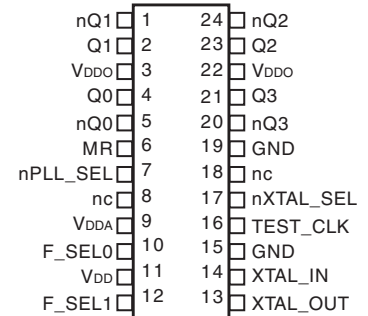 nQ1 1 24 nQ2
Q1 2 23 Q2
VDDO 3 22 VDDO
Q0 4 21 Q3
nQ0 5 20 nQ3
MR 6 19 GND
nPLL_SEL 7 18 nc
nc 8 17 nXTAL_SEL
VDDA 9 16 TEST_CLK
F_SEL0 10 15 GND
VDD 11 14 XTAL_IN
F_SEL1 12 13 XTAL_OUT